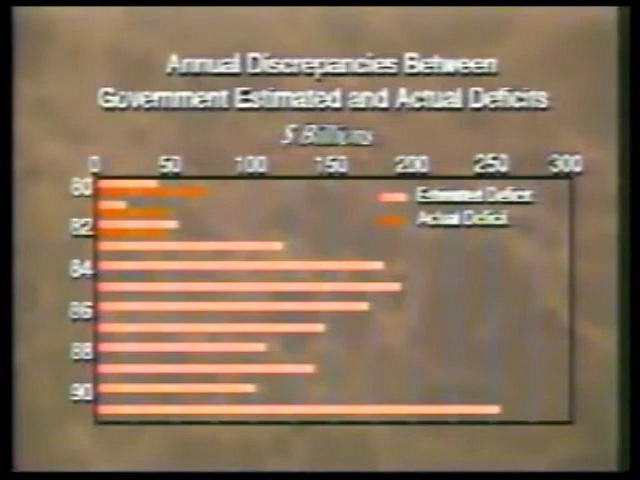 Annual Discrepancies Between
Government Estimated and Actual Deficits
$ Billions
0 50 100 150 200 250 300
80
82
84
86
88
90
Estimated Deficit
Actual Deficit